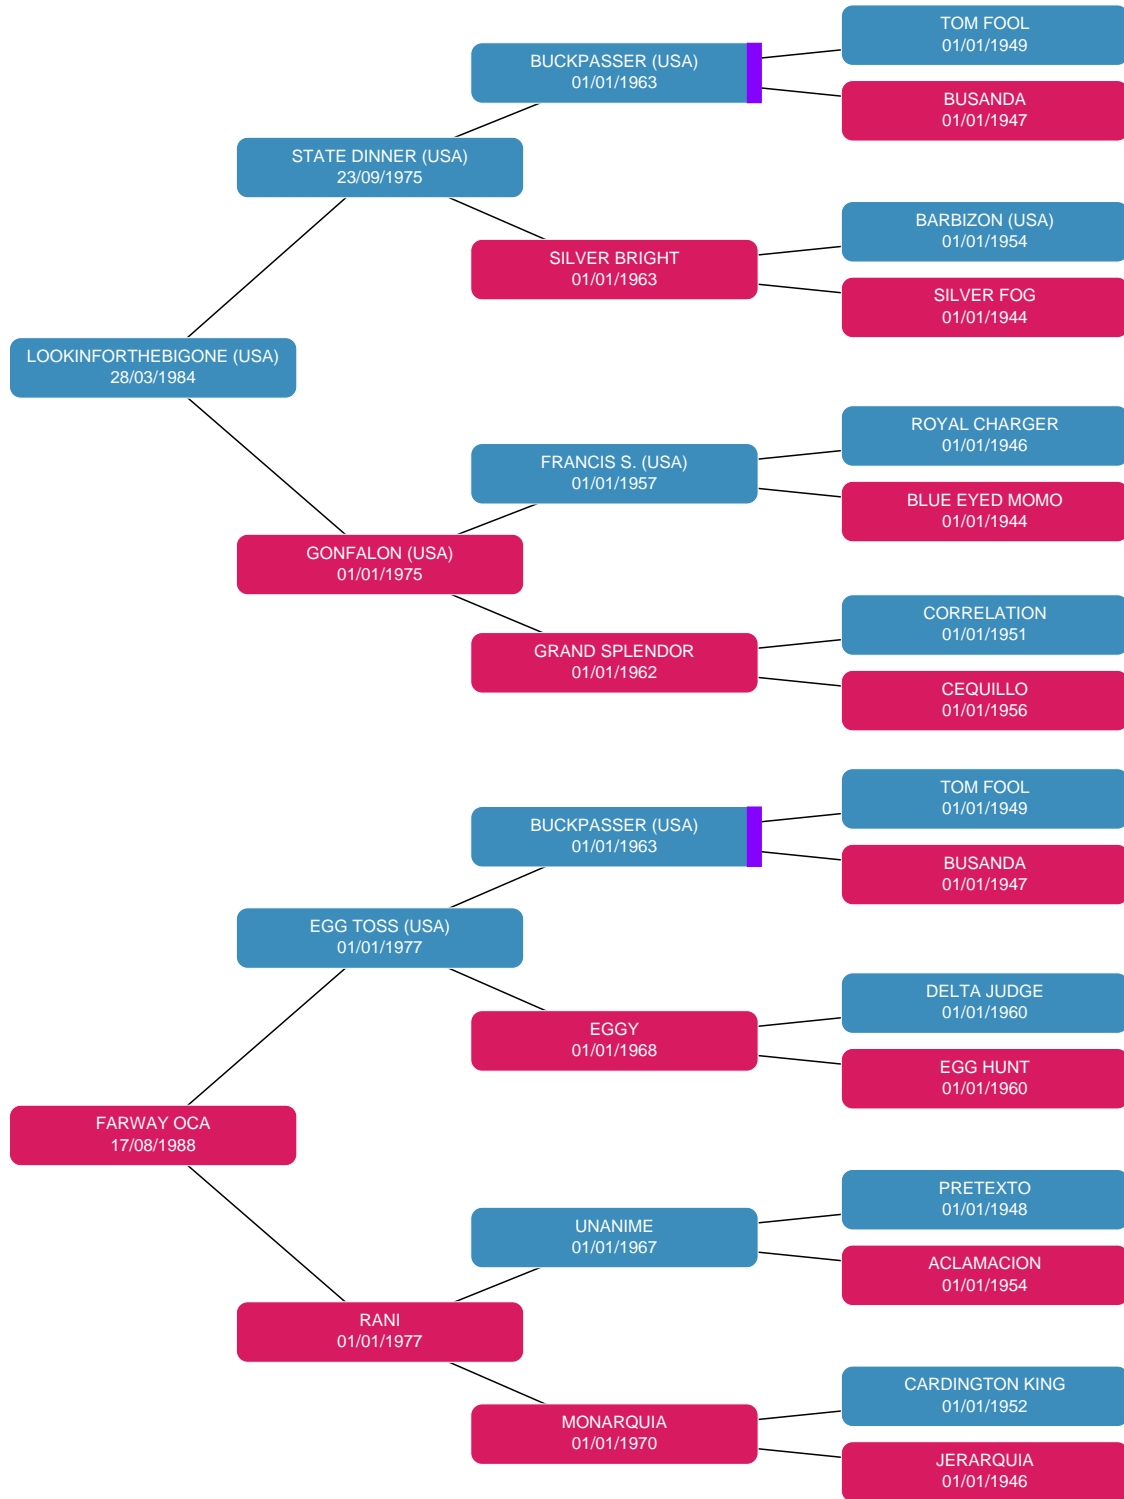 TOM FOOL
01/01/1949
BUCKPASSER (USA)
01/01/1963
BUSANDA
01/01/1947
STATE DINNER (USA)
23/09/1975
BARBIZON (USA)
01/01/1954
SILVER BRIGHT
01/01/1963
SILVER FOG
01/01/1944
LOOKINFORTHEBIGONE (USA)
28/03/1984
ROYAL CHARGER
01/01/1946
FRANCIS S. (USA)
01/01/1957
BLUE EYED MOMO
01/01/1944
GONFALON (USA)
01/01/1975
CORRELATION
01/01/1951
GRAND SPLENDOR
01/01/1962
CEQUILLO
01/01/1956
TOM FOOL
01/01/1949
BUCKPASSER (USA)
01/01/1963
BUSANDA
01/01/1947
EGG TOSS (USA)
01/01/1977
DELTA JUDGE
01/01/1960
EGGY
01/01/1968
EGG HUNT
01/01/1960
FARWAY OCA
17/08/1988
PRETEXTO
01/01/1948
UNANIME
01/01/1967
ACLAMACION
01/01/1954
RANI
01/01/1977
CARDINGTON KING
01/01/1952
MONARQUIA
01/01/1970
JERARQUIA
01/01/1946